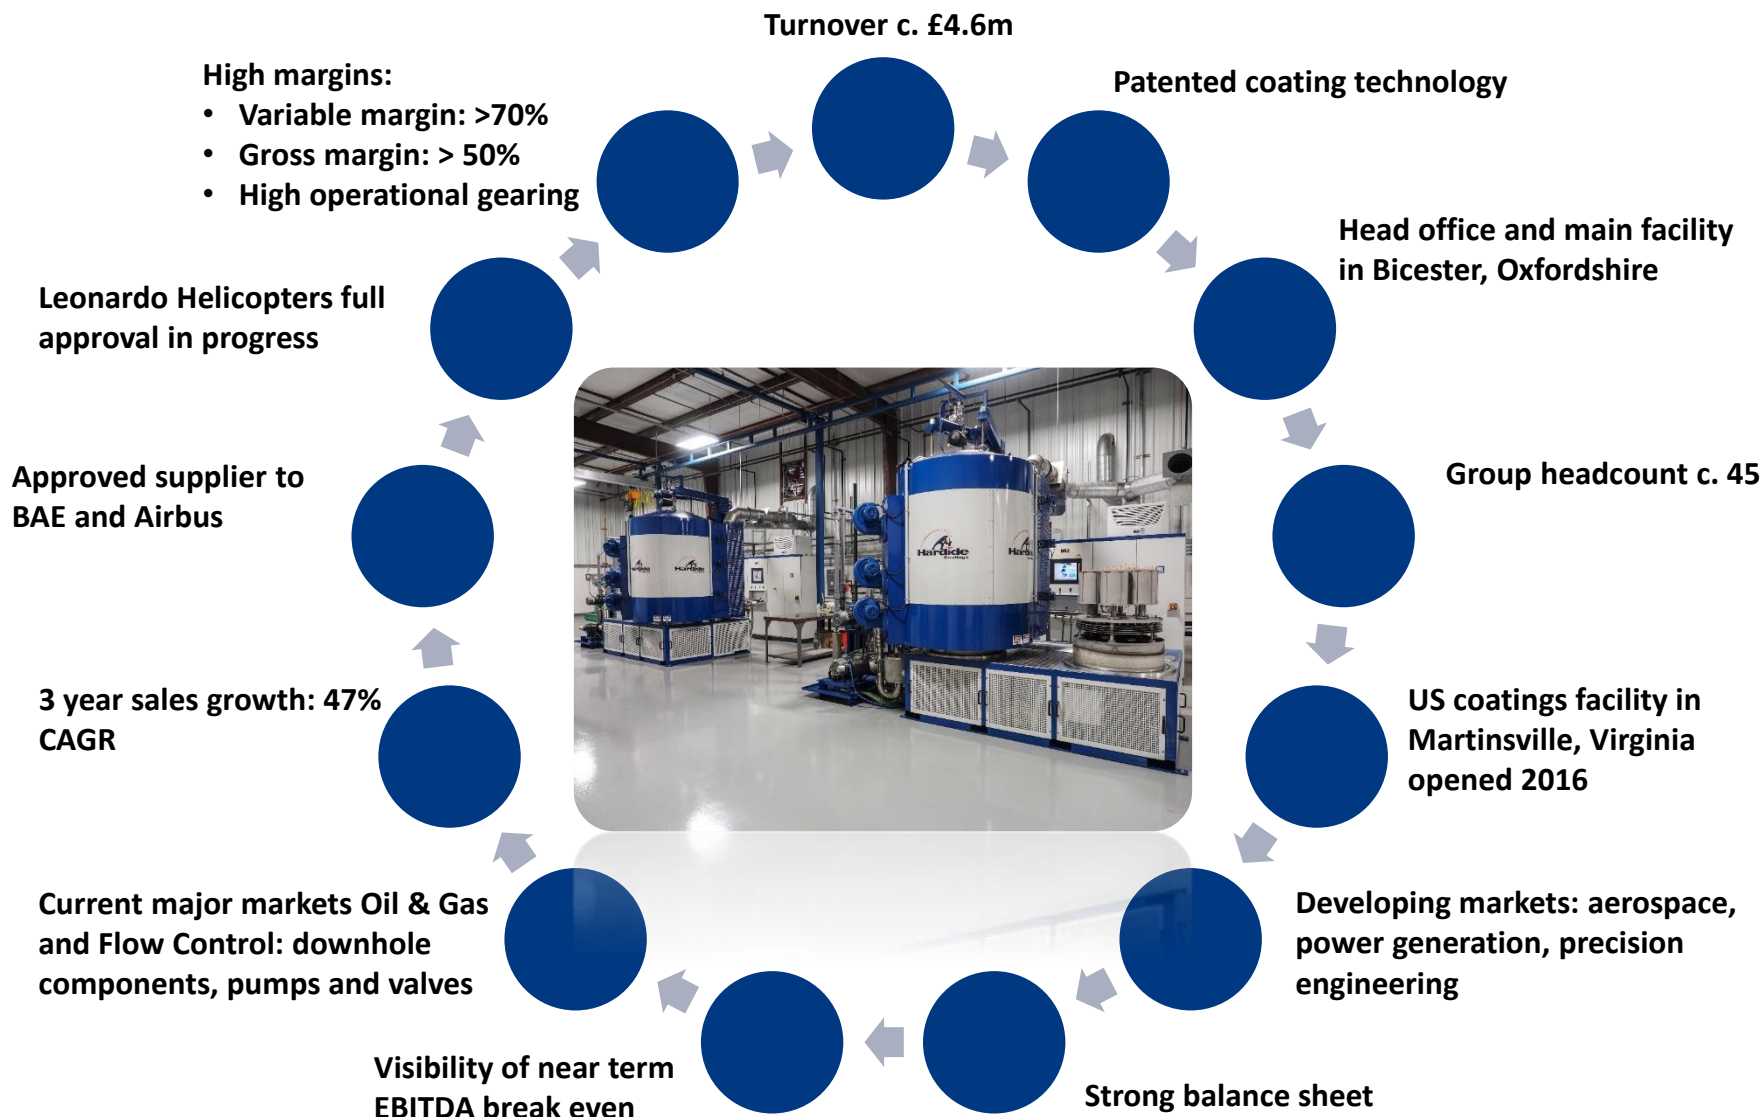 Turnover c. £4.6m
Patented coating technology
Head office and main facility
in Bicester, Oxfordshire
Group headcount c. 45
US coatings facility in
Martinsville, Virginia
opened 2016
Developing markets: aerospace,
power generation, precision
engineering
Strong balance sheet
Visibility of near term
EBITDA break even
Current major markets Oil & Gas
and Flow Control: downhole
components, pumps and valves
3 year sales growth: 47%
CAGR
Approved supplier to
BAE and Airbus
Leonardo Helicopters full
approval in progress
High margins:
• Variable margin: >70%
• Gross margin: > 50%
• High operational gearing
Hardide
Coatings
Hardide